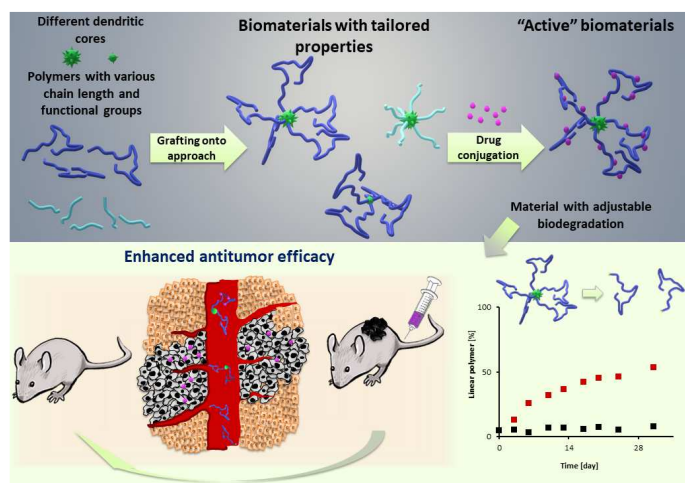 Different dendritic
cores
Polymers with various
chain length and
functional groups
Grafting onto
approach
Biomaterials with tailored
properties
Drug
conjugation
“Active” biomaterials
Material with adjustable
biodegradation
Enhanced antitumor efficacy
Linear polymer [%]
100
50
0
0
14
28
Time [day]